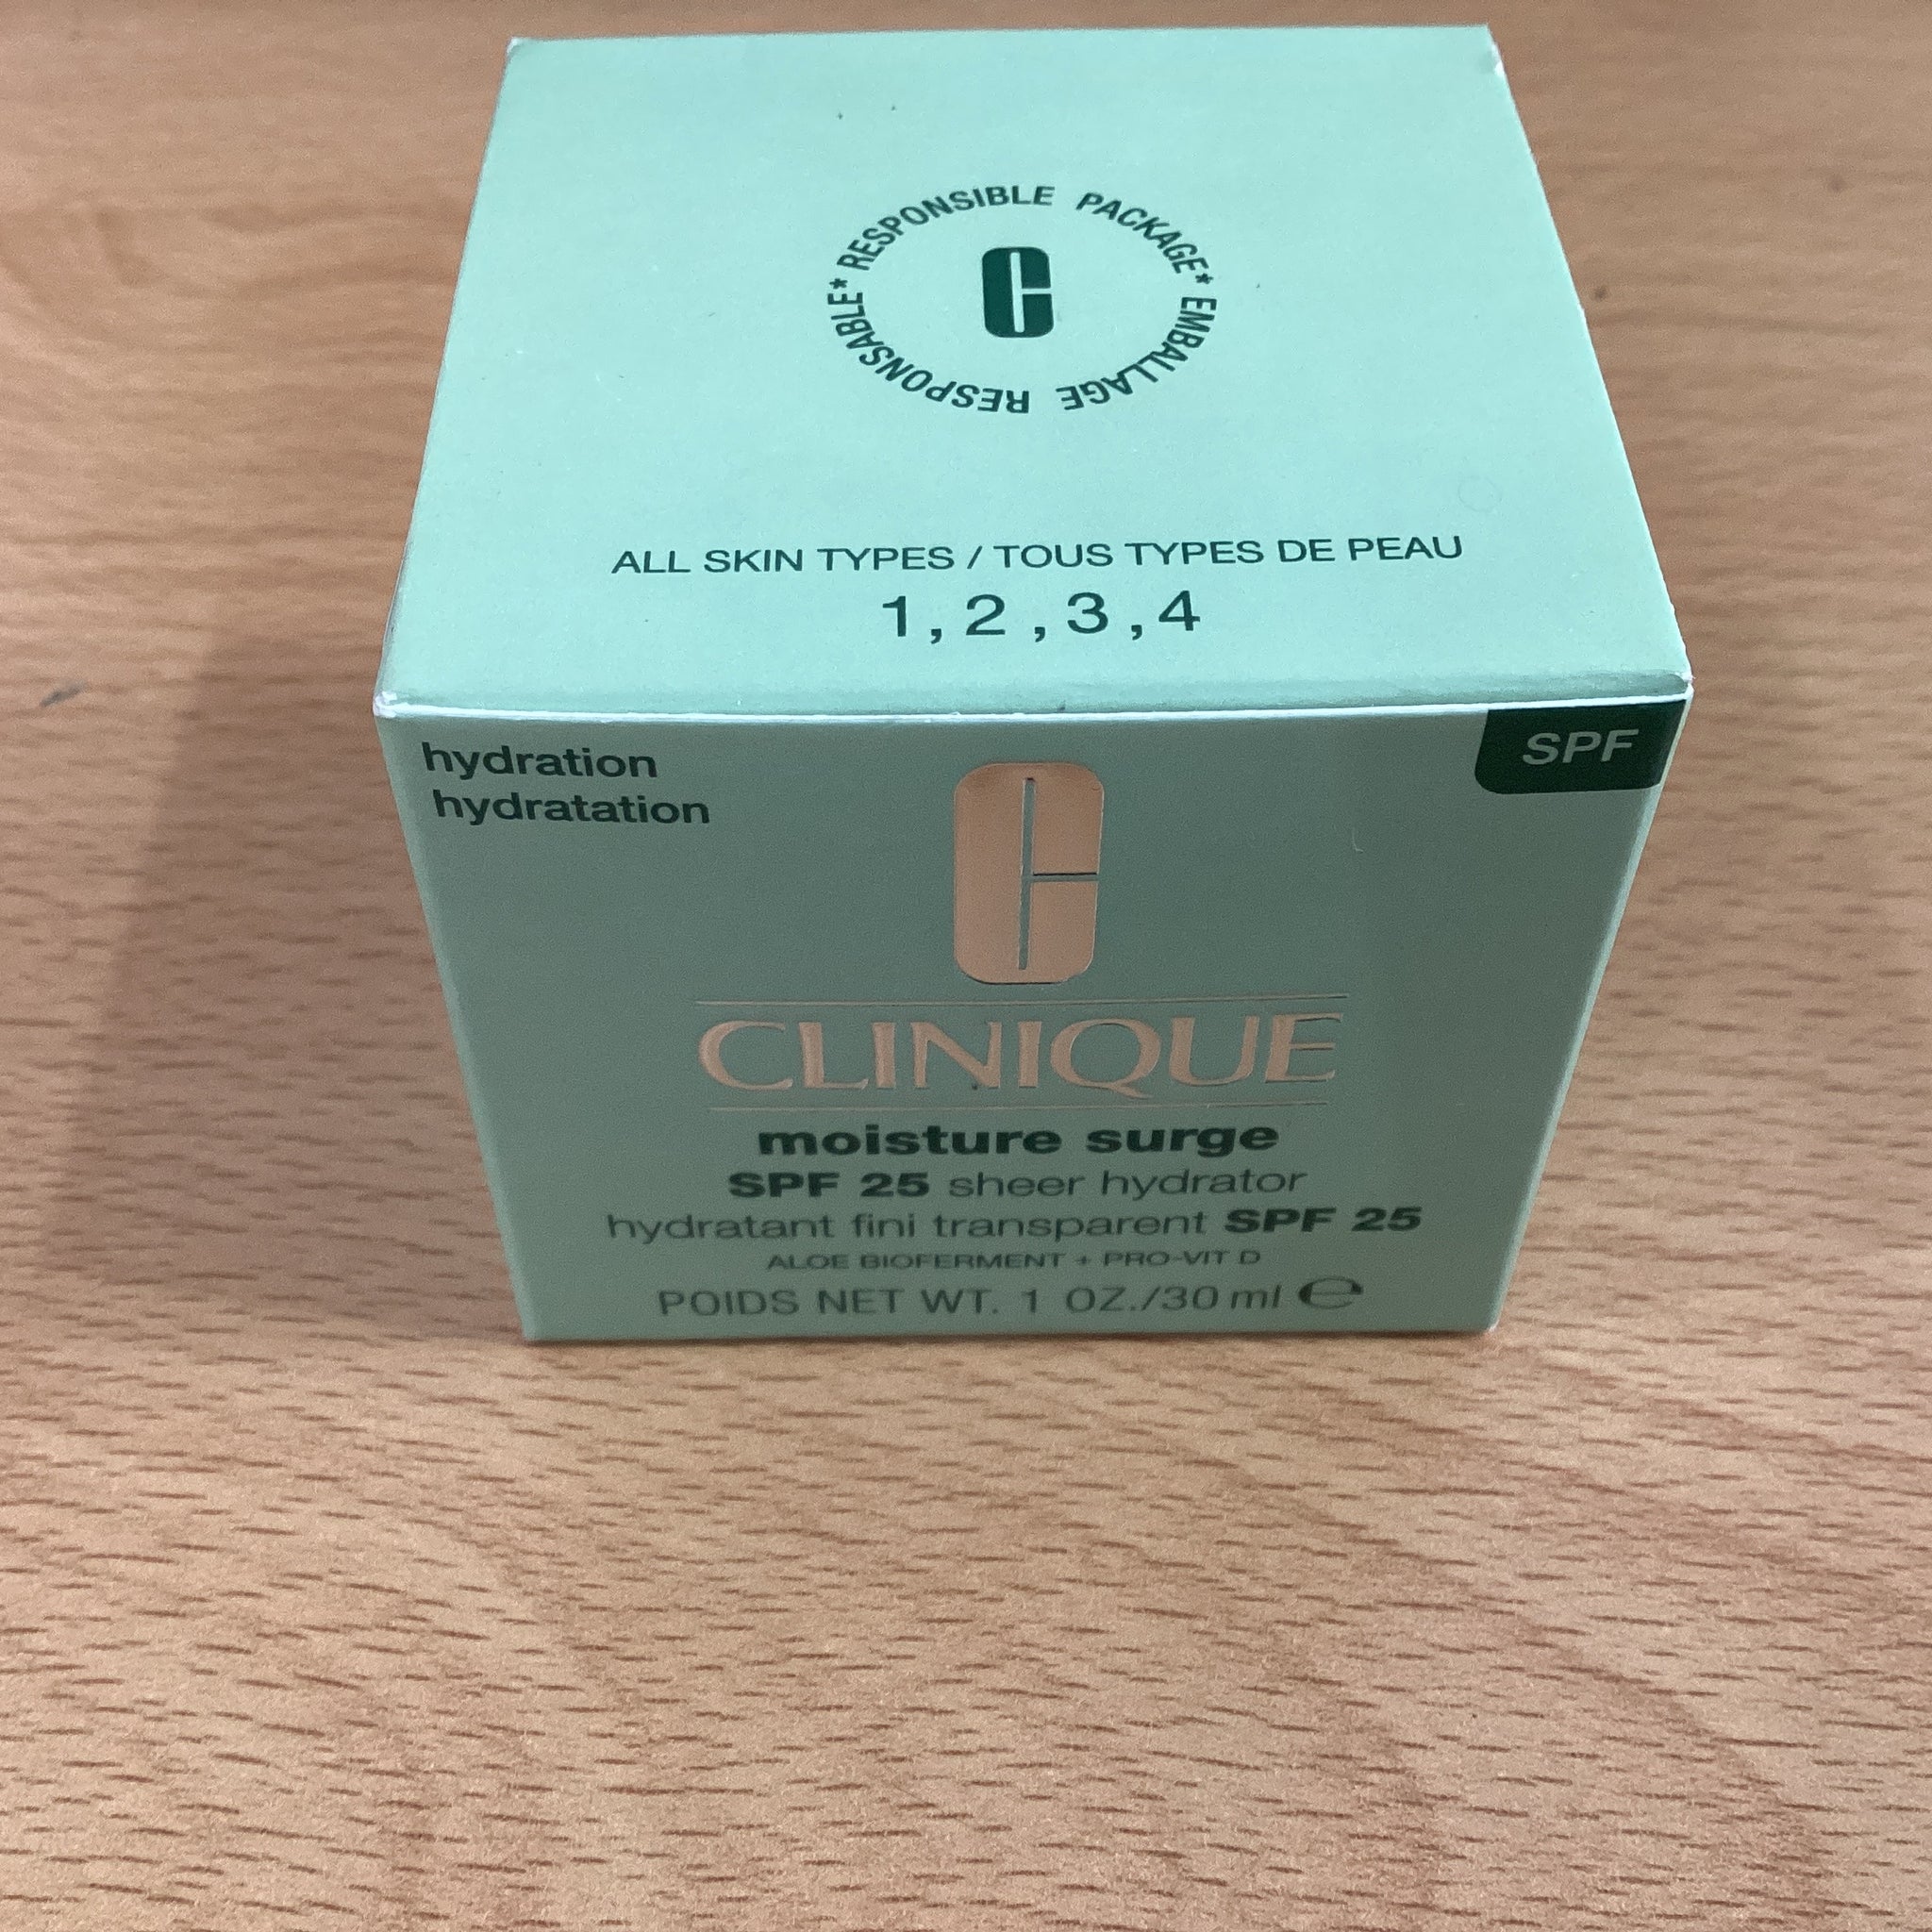 RESPONSIBLE PACKAGE*
EMBALLAGE RESPONSABLE*
C
ALL SKIN TYPES / TOUS TYPES DE PEAU
1, 2, 3, 4
hydration
hydratation
SPF
C
CLINIQUE
moisture surge
SPF 25 sheer hydrator
hydratant fini transparent SPF 25
ALOE BIOFERMENT + PRO-VIT D
POIDS NET WT. 1 OZ./30 ml ℮